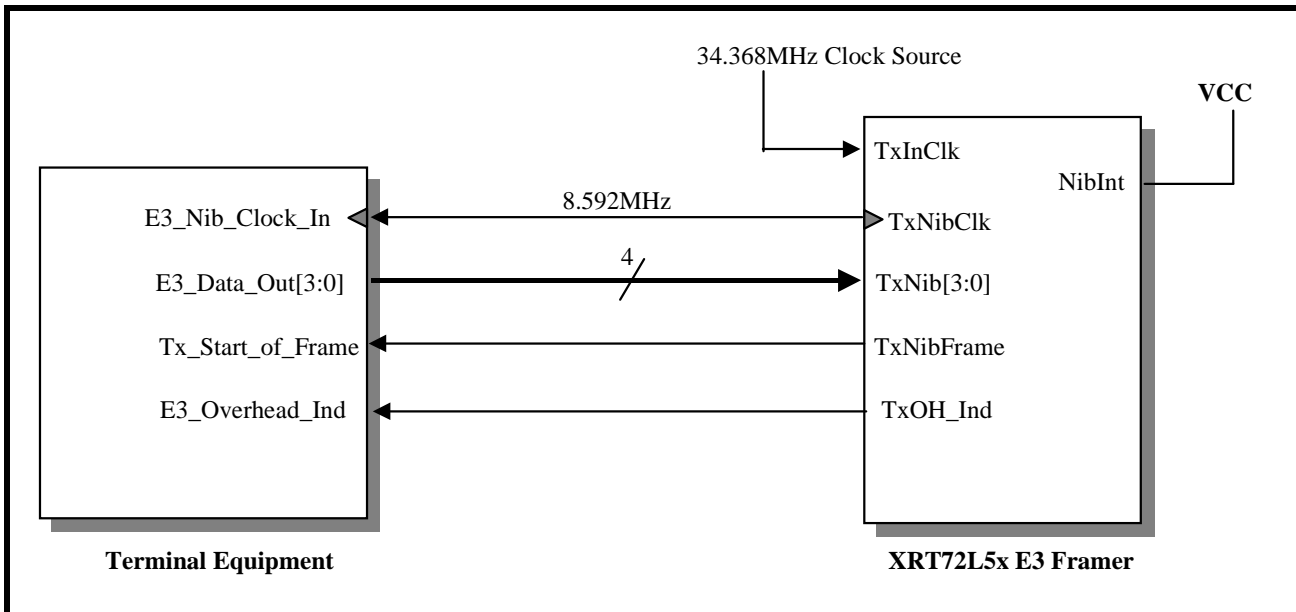 34.368MHz Clock Source
VCC
TxInClk
NibInt
8.592MHz
E3_Nib_Clock_In
TxNibClk
4
E3_Data_Out[3:0]
TxNib[3:0]
Tx_Start_of_Frame
TxNibFrame
E3_Overhead_Ind
TxOH_Ind
Terminal Equipment
XRT72L5x E3 Framer